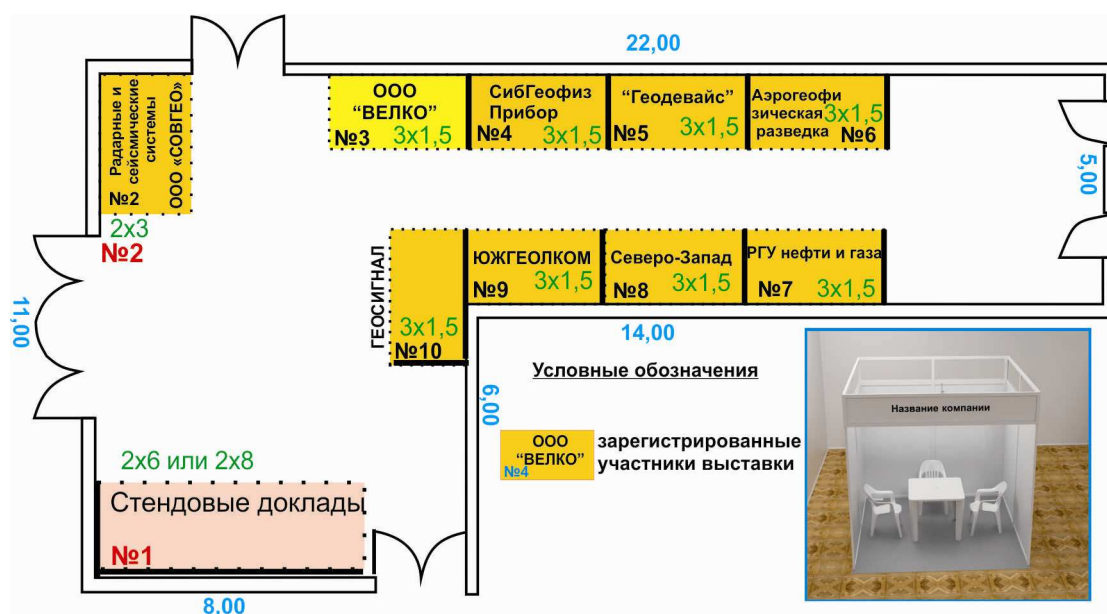 22,00
ООО
“ВЕЛКО”
№3 3х1,5
СибГеофиз
Прибор
№4 3х1,5
“Геодевайс”
№5 3х1,5
Аэрогеофи
зическая 3х1,5
разведка №6
Радарные и
сейсмические
системы
ООО «СОВГЕО»
№2
2х3
№2
5,00
11,00
ГЕОСИГНАЛ
3х1,5
№10
ЮЖГЕОЛКОМ
№9 3х1,5
Северо-Запад
№8 3х1,5
РГУ нефти и газа
№7 3х1,5
14,00
6,00
Условные обозначения
ООО
“ВЕЛКО”
№4
зарегистрированные
участники выставки
Название компании
2х6 или 2х8
Стендовые доклады
№1
8,00